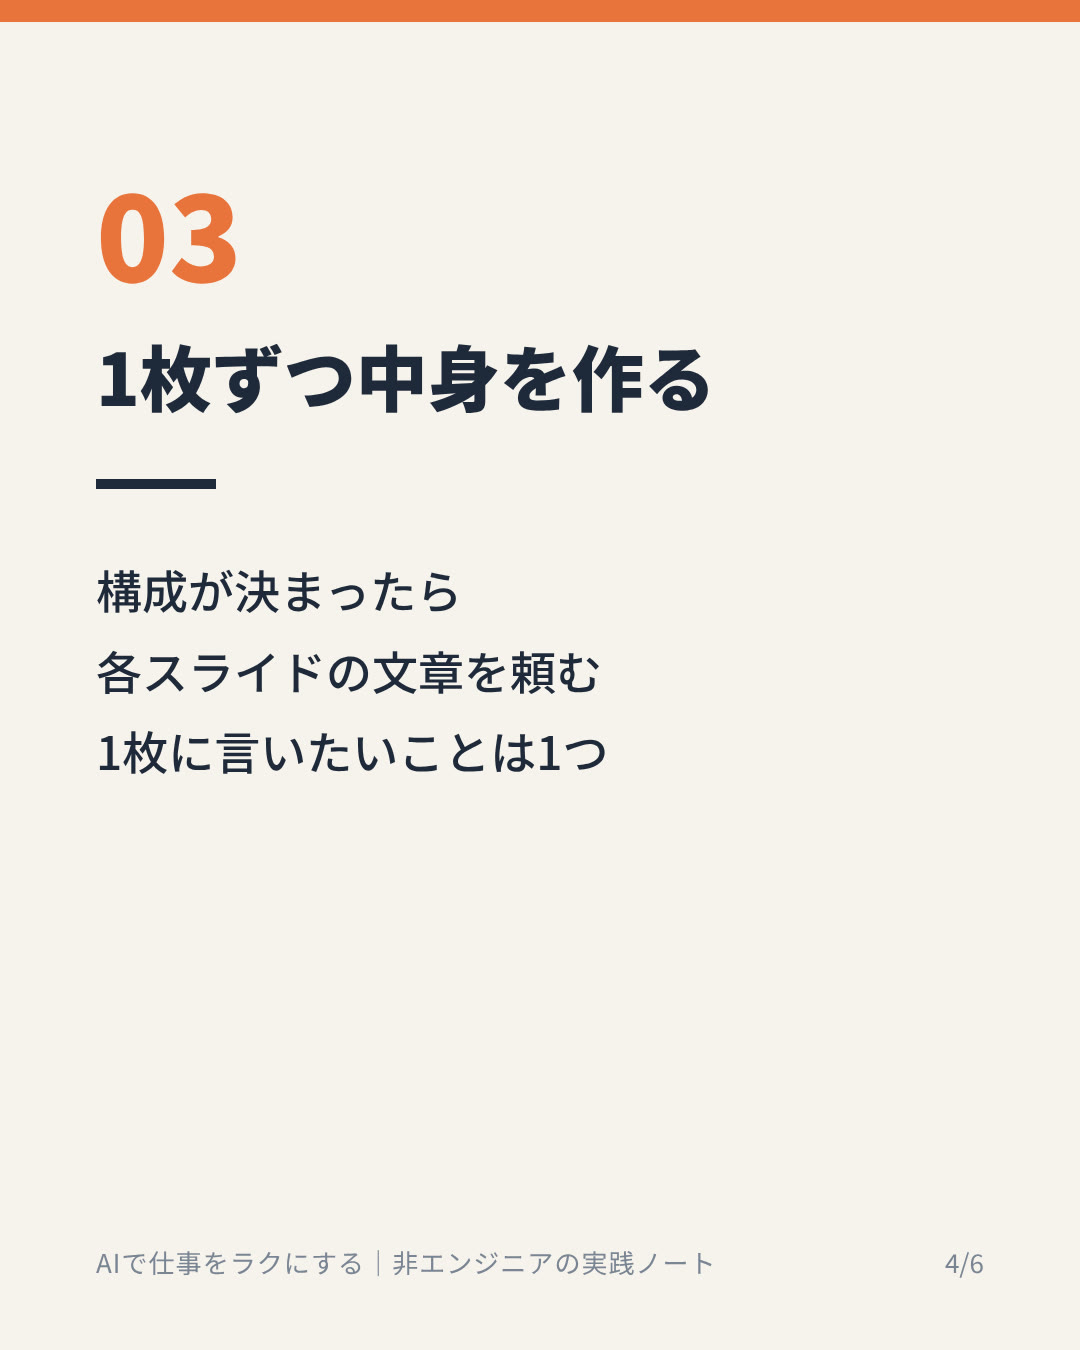 03
1枚ずつ中身を作る
構成が決まったら
各スライドの文章を頼む
1枚に言いたいことは1つ
AIで仕事をラクにする｜非エンジニアの実践ノート
4/6